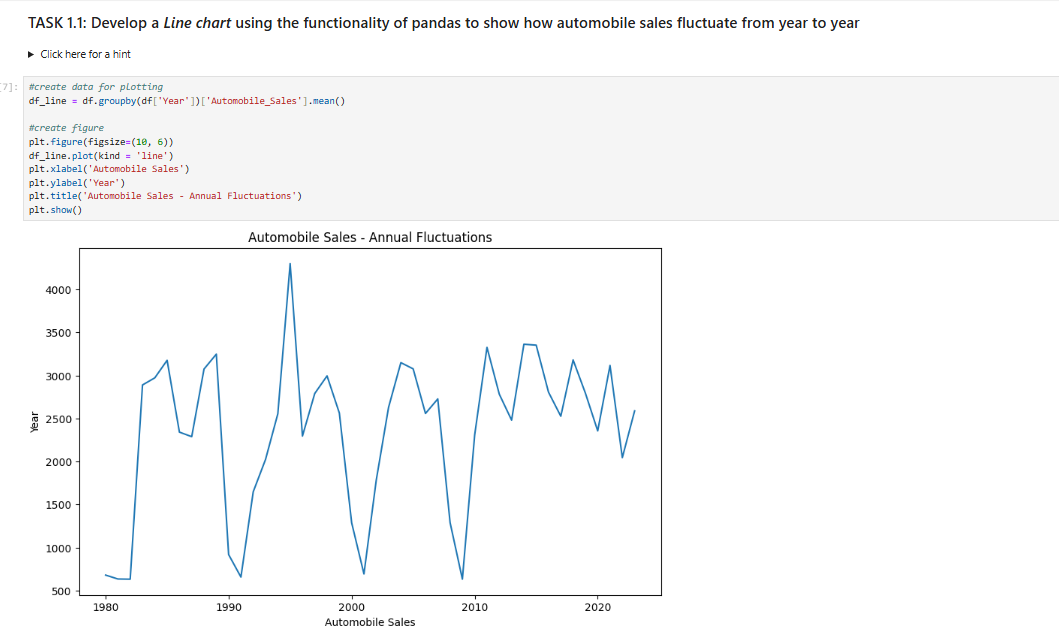 TASK 1.1: Develop a Line chart using the functionality of pandas to show how automobile sales fluctuate from year to year
▶ Click here for a hint
[7]:
#create data for plotting
df_line = df.groupby(df['Year'])['Automobile_Sales'].mean()
#create figure
plt.figure(figsize=(10, 6))
df_line.plot(kind = 'line')
plt.xlabel('Automobile Sales')
plt.ylabel('Year')
plt.title('Automobile Sales - Annual Fluctuations')
plt.show()
Automobile Sales - Annual Fluctuations
4000
3500
3000
2500
2000
1500
1000
500
Year
1980 1990 2000 2010 2020
Automobile Sales